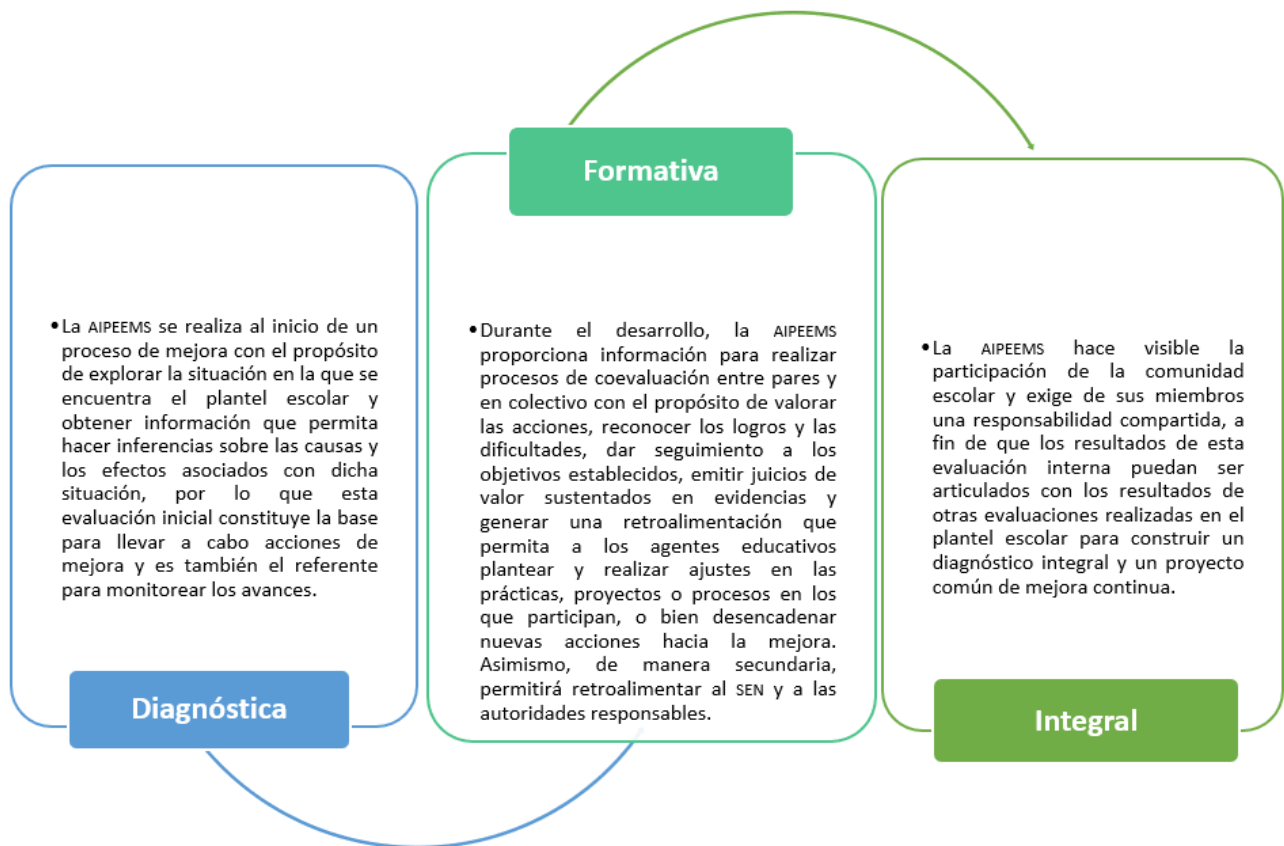 Diagnóstica
•La AIPEEMS se realiza al inicio de un
proceso de mejora con el propósito
de explorar la situación en la que se
encuentra el plantel escolar y
obtener información que permita
hacer inferencias sobre las causas y
los efectos asociados con dicha
situación, por lo que esta
evaluación inicial constituye la base
para llevar a cabo acciones de
mejora y es también el referente
para monitorear los avances.
Formativa
•Durante el desarrollo, la AIPEEMS
proporciona información para realizar
procesos de coevaluación entre pares y
en colectivo con el propósito de valorar
las acciones, reconocer los logros y las
dificultades, dar seguimiento a los
objetivos establecidos, emitir juicios de
valor sustentados en evidencias y
generar una retroalimentación que
permita a los agentes educativos
plantear y realizar ajustes en las
prácticas, proyectos o procesos en los
que participan, o bien desencadenar
nuevas acciones hacia la mejora.
Asimismo, de manera secundaria,
permitirá retroalimentar al SEN y a las
autoridades responsables.
Integral
•La AIPEEMS hace visible la
participación de la comunidad
escolar y exige de sus miembros
una responsabilidad compartida, a
fin de que los resultados de esta
evaluación interna puedan ser
articulados con los resultados de
otras evaluaciones realizadas en el
plantel escolar para construir un
diagnóstico integral y un proyecto
común de mejora continua.